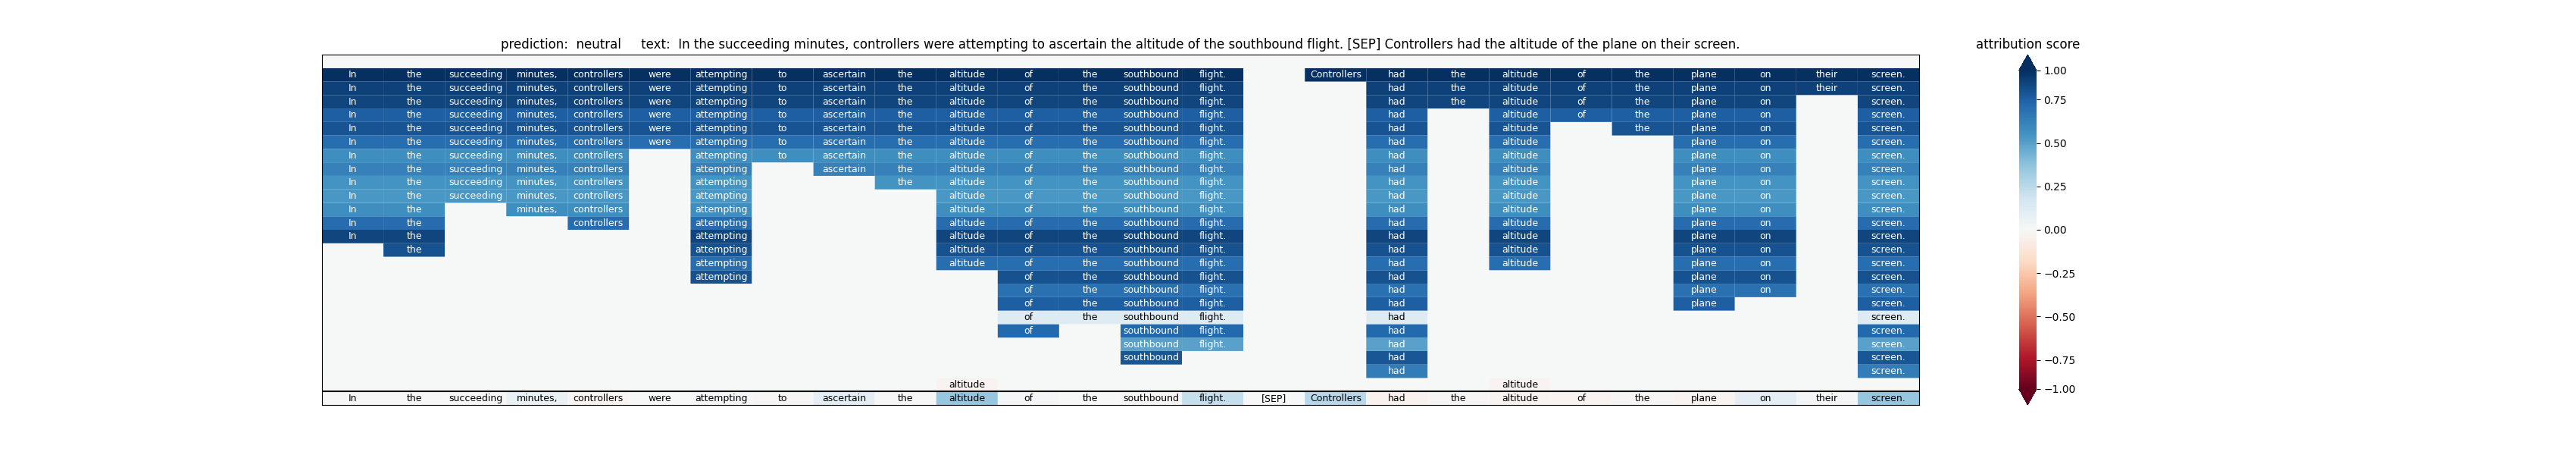 prediction: neutral text: In the succeeding minutes, controllers were attempting to ascertain the altitude of the southbound flight. [SEP] Controllers had the altitude of the plane on their screen.
In the succeeding minutes, controllers were attempting to ascertain the altitude of the southbound flight. Controllers had the altitude of the plane on their screen.
In the succeeding minutes, controllers were attempting to ascertain the altitude of the southbound flight. had the altitude of the plane on their screen.
In the succeeding minutes, controllers were attempting to ascertain the altitude of the southbound flight. had the altitude of the plane on screen.
In the succeeding minutes, controllers were attempting to ascertain the altitude of the southbound flight. had altitude of the plane on screen.
In the succeeding minutes, controllers were attempting to ascertain the altitude of the southbound flight. had altitude the plane on screen.
In the succeeding minutes, controllers were attempting to ascertain the altitude of the southbound flight. had altitude plane on screen.
In the succeeding minutes, controllers attempting to ascertain the altitude of the southbound flight. had altitude plane on screen.
In the succeeding minutes, controllers attempting ascertain the altitude of the southbound flight. had altitude plane on screen.
In the succeeding minutes, controllers attempting the altitude of the southbound flight. had altitude plane on screen.
In the succeeding minutes, controllers attempting altitude of the southbound flight. had altitude plane on screen.
In the minutes, controllers attempting altitude of the southbound flight. had altitude plane on screen.
In the controllers attempting altitude of the southbound flight. had altitude plane on screen.
In the attempting altitude of the southbound flight. had altitude plane on screen.
the attempting altitude of the southbound flight. had altitude plane on screen.
attempting altitude of the southbound flight. had altitude plane on screen.
attempting of the southbound flight. had plane on screen.
of the southbound flight. had plane on screen.
of the southbound flight. had plane screen.
of the southbound flight. had screen.
of southbound flight. had screen.
southbound flight. had screen.
southbound had screen.
had screen.
altitude altitude
In the succeeding minutes, controllers were attempting to ascertain the altitude of the southbound flight. [SEP] Controllers had the altitude of the plane on their screen.
attribution score
1.00
0.75
0.50
0.25
0.00
−0.25
−0.50
−0.75
−1.00